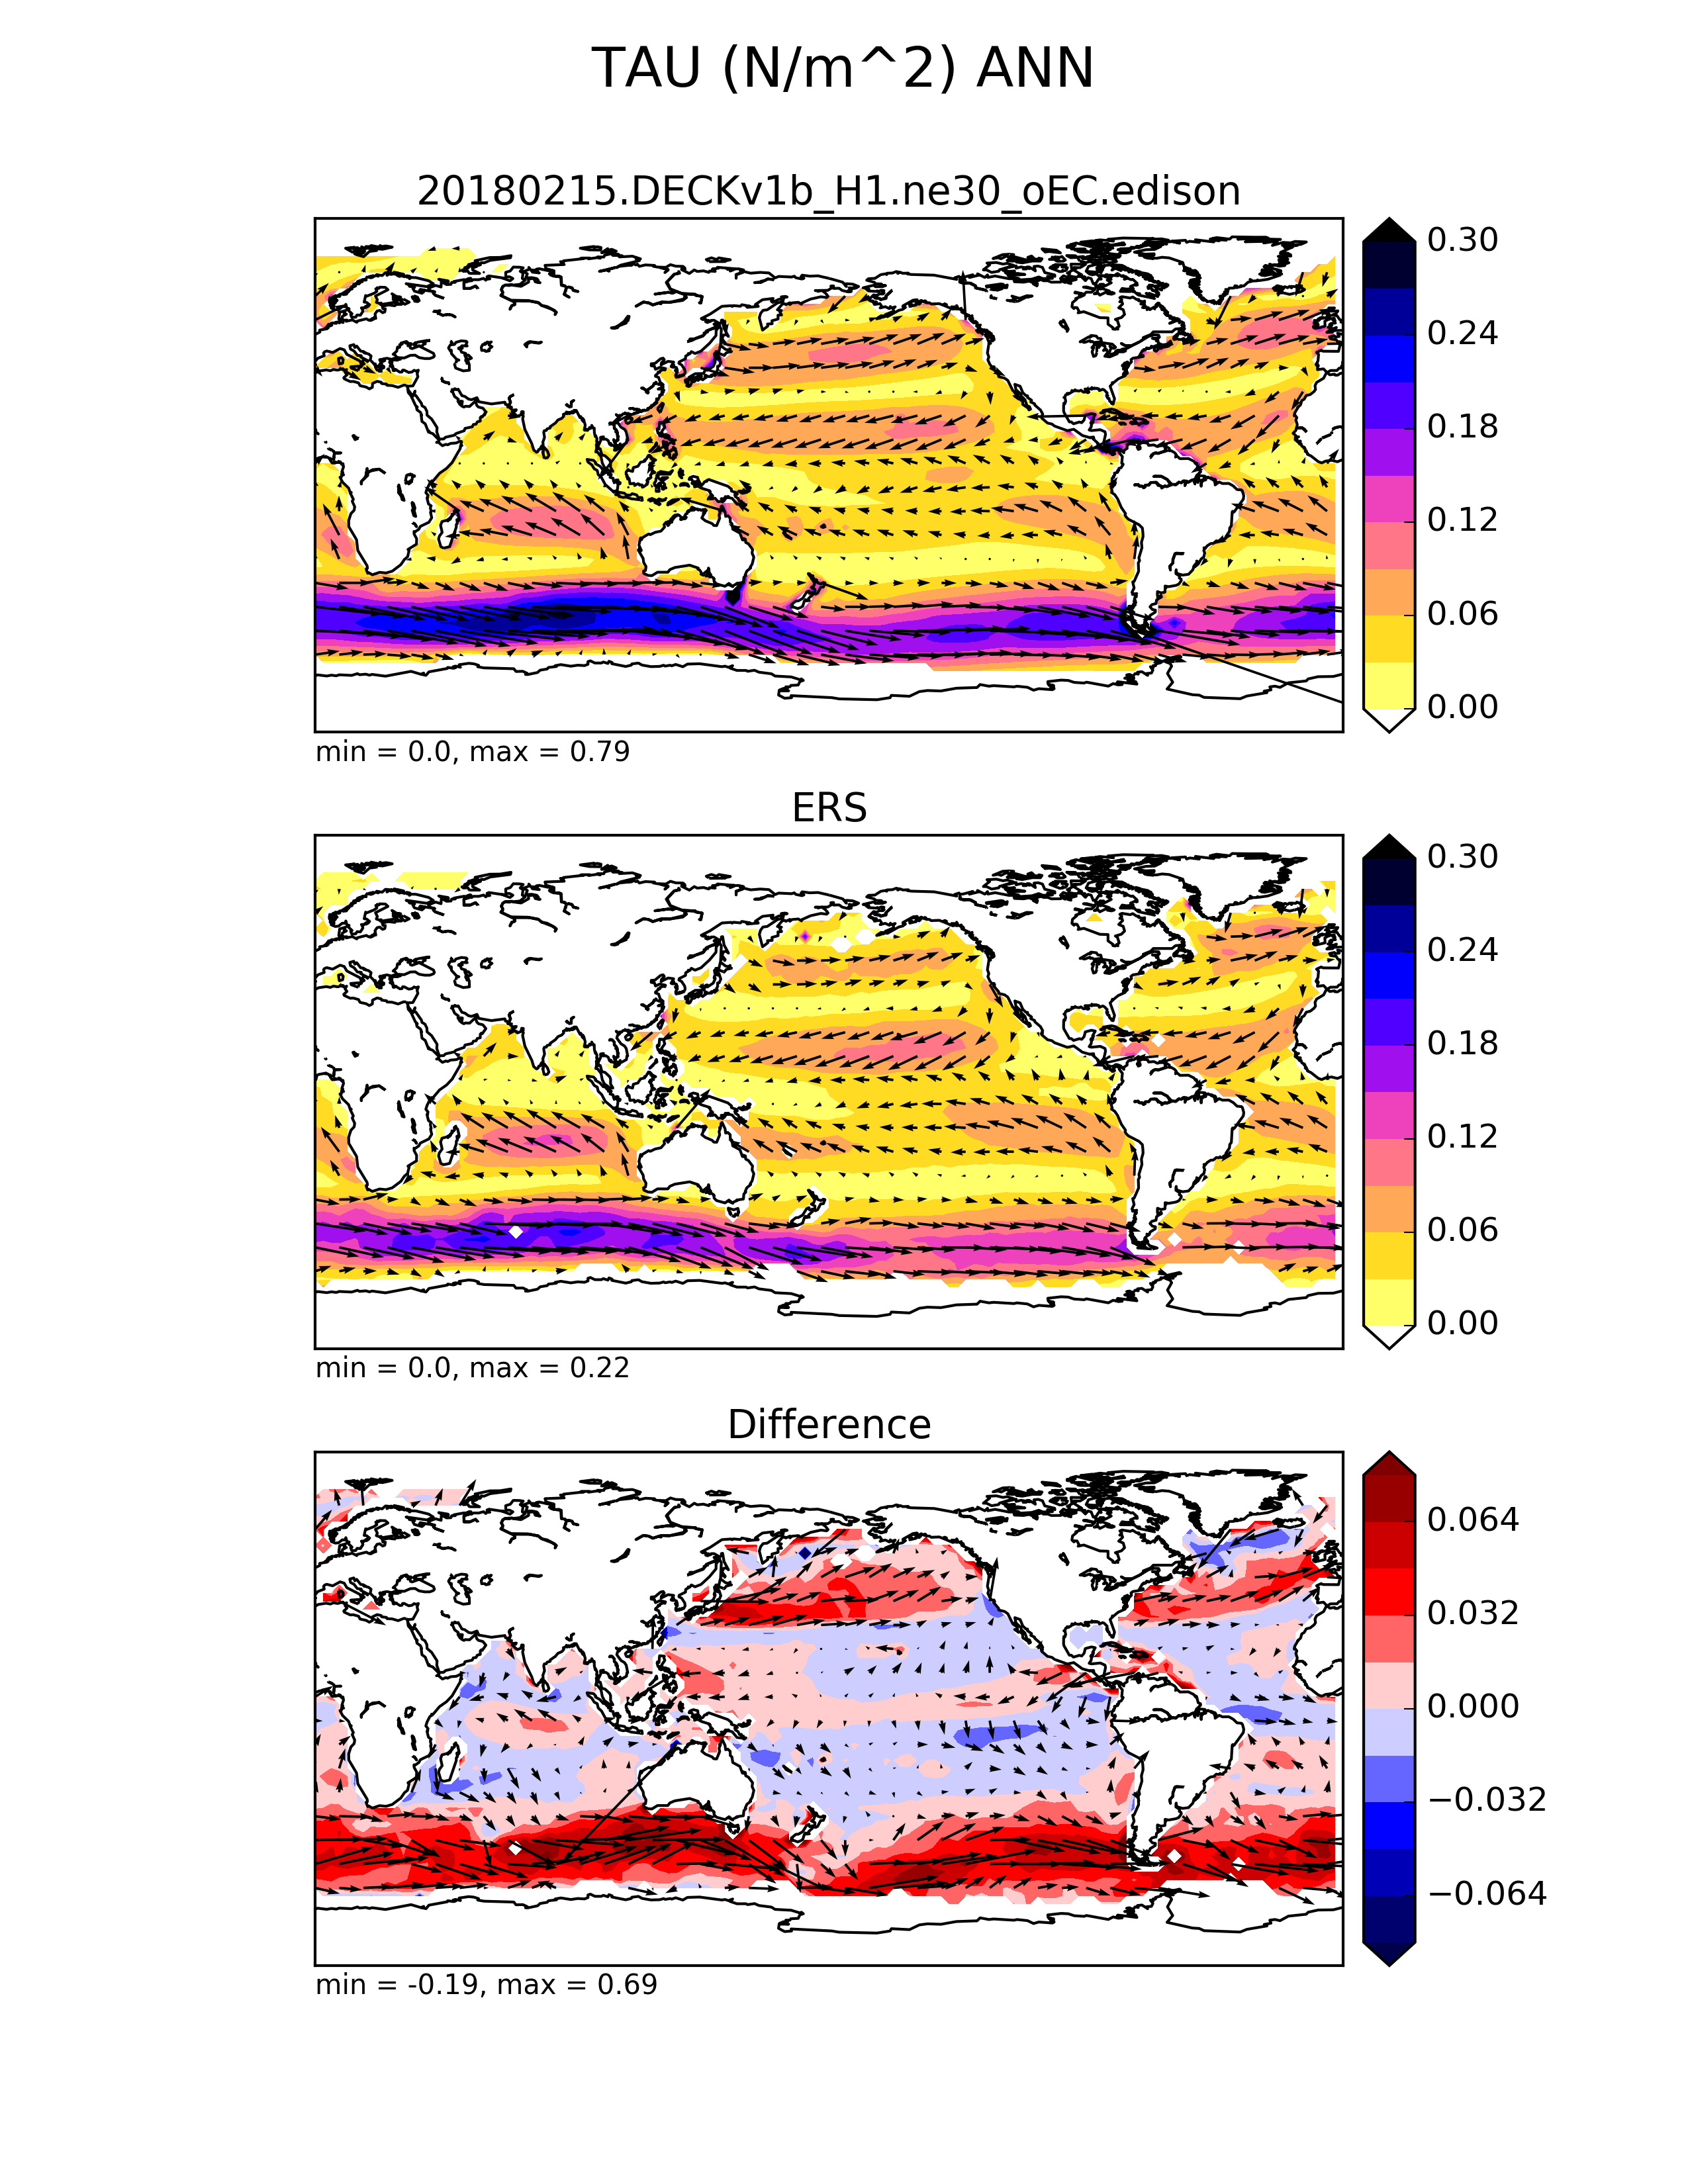 TAU (N/m^2) ANN
20180215.DECKv1b_H1.ne30_oEC.edison
0.30
0.24
0.18
0.12
0.06
0.00
min = 0.0, max = 0.79
ERS
0.30
0.24
0.18
0.12
0.06
0.00
min = 0.0, max = 0.22
Difference
0.064
0.032
0.000
−0.032
−0.064
min = -0.19, max = 0.69